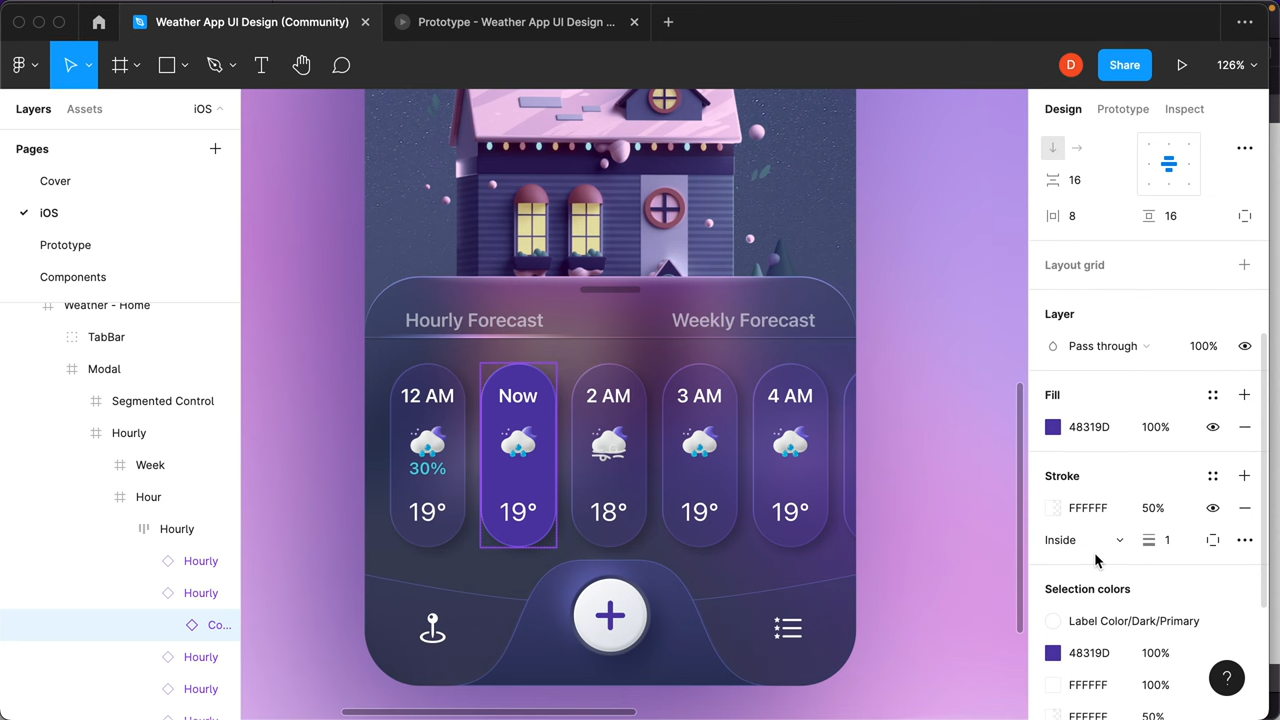 Weather App UI Design (Community)
Prototype - Weather App UI Design ...
D
Share
126%
Layers
Assets
iOS
Design
Prototype
Inspect
Pages
Cover
iOS
Prototype
Components
Weather - Home
TabBar
Modal
Segmented Control
Hourly
Week
Hour
Hourly
Hourly
Hourly
Co...
Hourly
Hourly
Hourly Forecast
Weekly Forecast
12 AM
Now
2 AM
3 AM
4 AM
30%
19°
19°
18°
19°
19°
16
8
16
Layout grid
Layer
Pass through
100%
Fill
48319D
100%
Stroke
FFFFFF
50%
Inside
1
Selection colors
Label Color/Dark/Primary
48319D
100%
FFFFFF
100%
FFFFFF
50%
?